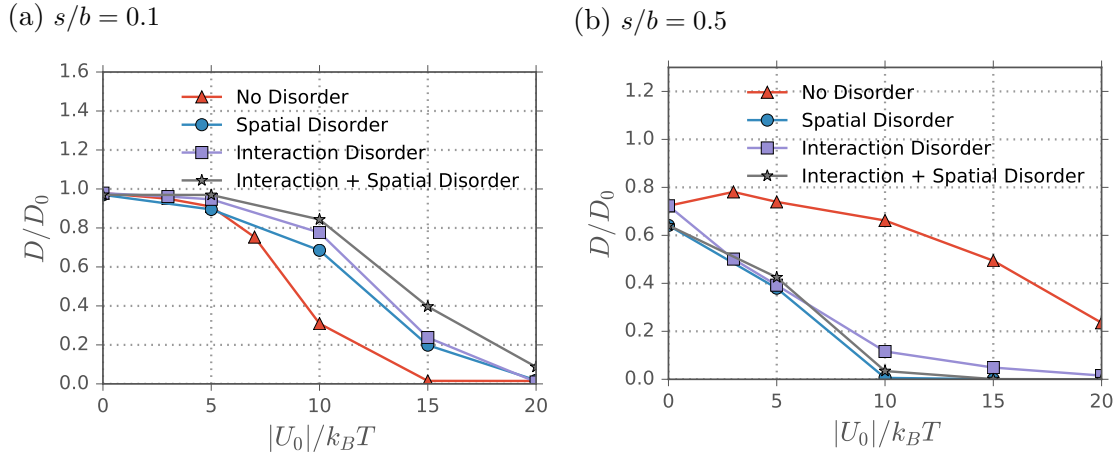 (a) s/b = 0.1
1.6
1.4
1.2
1.0
0.8
0.6
0.4
0.2
0.0
D/D₀
No Disorder
Spatial Disorder
Interaction Disorder
Interaction + Spatial Disorder
0 5 10 15 20
|U₀|/k_BT
(b) s/b = 0.5
1.2
1.0
0.8
0.6
0.4
0.2
0.0
D/D₀
No Disorder
Spatial Disorder
Interaction Disorder
Interaction + Spatial Disorder
0 5 10 15 20
|U₀|/k_BT